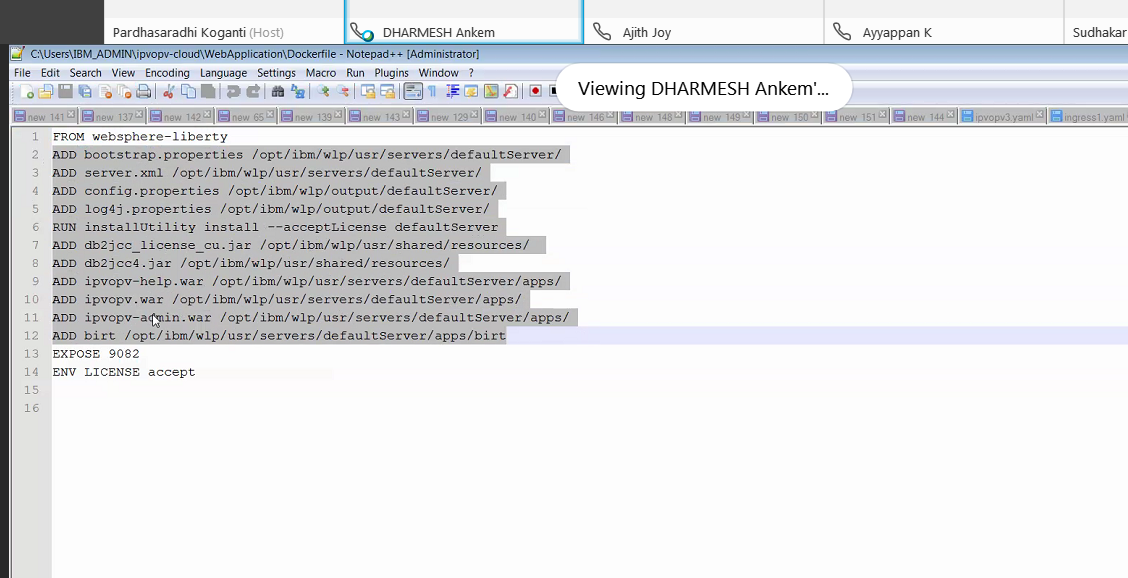 Pardhasaradhi Koganti (Host) DHARMESH Ankem Ajith Joy Ayyappan K Sudhakar
C:\Users\IBM_ADMIN\ipvopv-cloud\WebApplication\Dockerfile - Notepad++ [Administrator]
File Edit Search View Encoding Language Settings Macro Run Plugins Window ?
Viewing DHARMESH Ankem'...
new 141 new 137 new 142 new 65 new 139 new 143 new 129 new 140 new 146 new 148 new 149 new 150 new 151 new 144 ipvopv3.yaml ingress1.yaml
1 FROM websphere-liberty
2 ADD bootstrap.properties /opt/ibm/wlp/usr/servers/defaultServer/
3 ADD server.xml /opt/ibm/wlp/usr/servers/defaultServer/
4 ADD config.properties /opt/ibm/wlp/output/defaultServer/
5 ADD log4j.properties /opt/ibm/wlp/output/defaultServer/
6 RUN installUtility install --acceptLicense defaultServer
7 ADD db2jcc_license_cu.jar /opt/ibm/wlp/usr/shared/resources/
8 ADD db2jcc4.jar /opt/ibm/wlp/usr/shared/resources/
9 ADD ipvopv-help.war /opt/ibm/wlp/usr/servers/defaultServer/apps/
10 ADD ipvopv.war /opt/ibm/wlp/usr/servers/defaultServer/apps/
11 ADD ipvopv-admin.war /opt/ibm/wlp/usr/servers/defaultServer/apps/
12 ADD birt /opt/ibm/wlp/usr/servers/defaultServer/apps/birt
13 EXPOSE 9082
14 ENV LICENSE accept
15
16